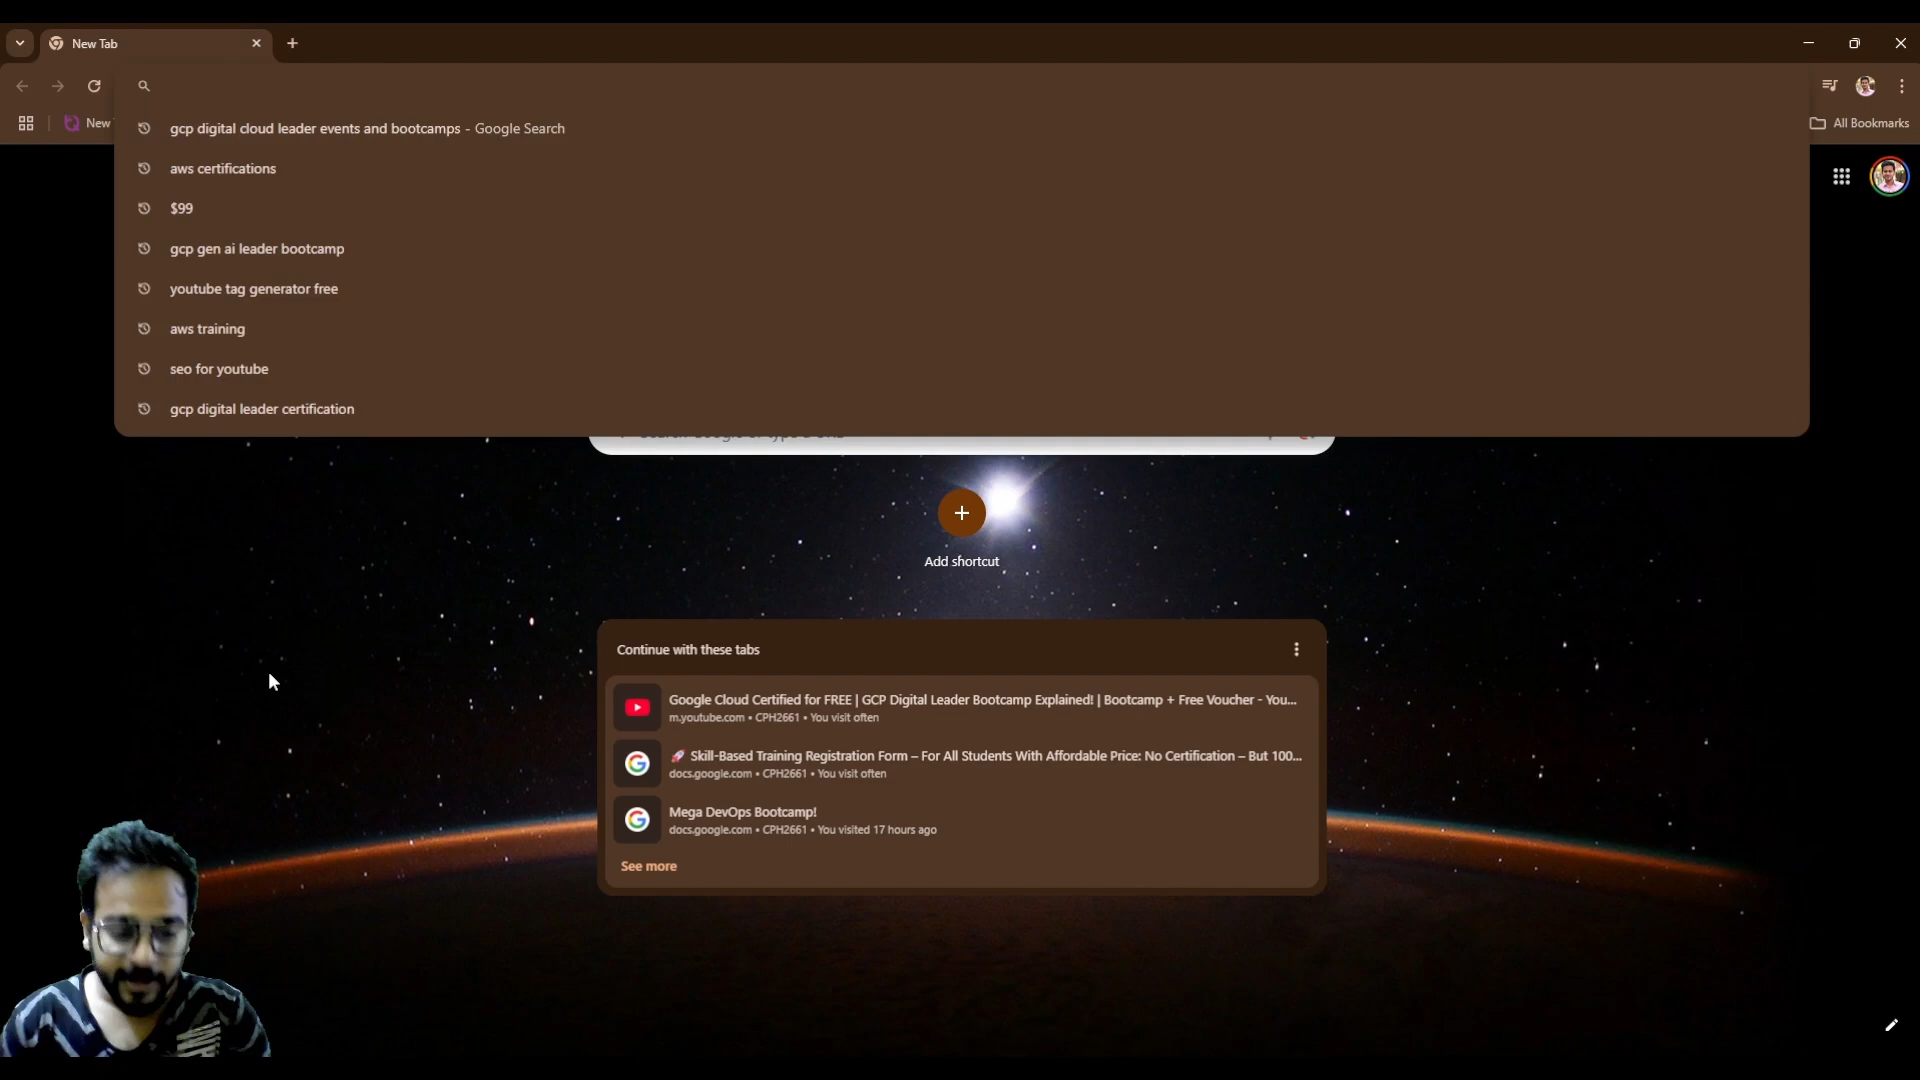 New Tab
New
All Bookmarks
gcp digital cloud leader events and bootcamps - Google Search
aws certifications
$99
gcp gen ai leader bootcamp
youtube tag generator free
aws training
seo for youtube
gcp digital leader certification
Add shortcut
Continue with these tabs
Google Cloud Certified for FREE | GCP Digital Leader Bootcamp Explained! | Bootcamp + Free Voucher - You...
m.youtube.com • CPH2661 • You visit often
🚀 Skill-Based Training Registration Form – For All Students With Affordable Price: No Certification – But 100...
docs.google.com • CPH2661 • You visit often
Mega DevOps Bootcamp!
docs.google.com • CPH2661 • You visited 17 hours ago
See more